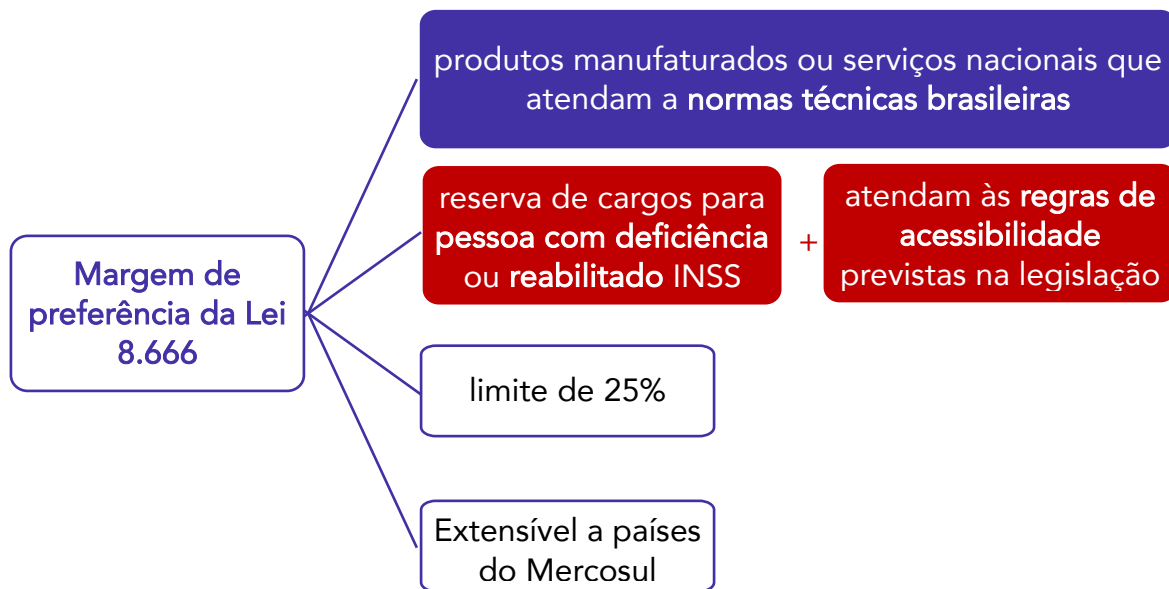 produtos manufaturados ou serviços nacionais que
atendam a normas técnicas brasileiras
reserva de cargos para
pessoa com deficiência
ou reabilitado INSS
+
atendam às regras de
acessibilidade
previstas na legislação
Margem de
preferência da Lei
8.666
limite de 25%
Extensível a países
do Mercosul